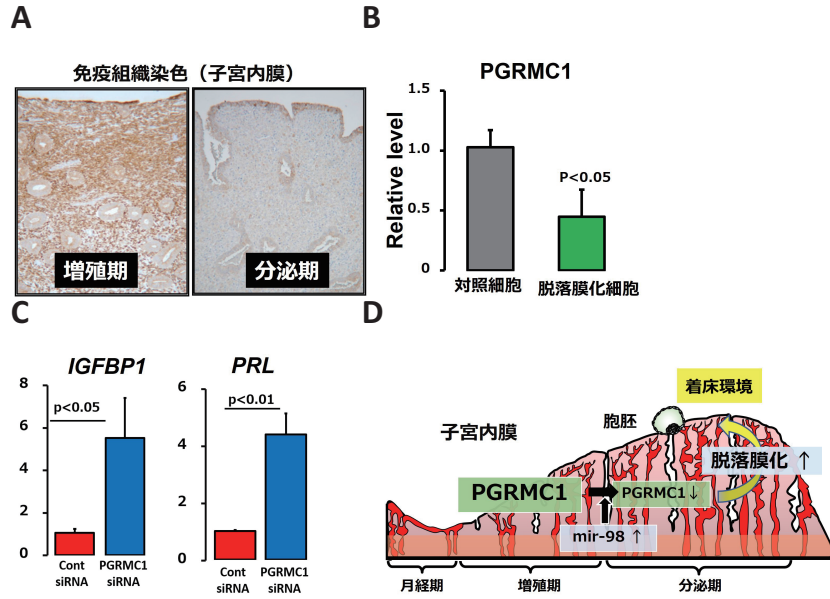 A
免疫組織染色（子宮内膜）
増殖期
分泌期
B
PGRMC1
Relative level
1.5
1.0
0.5
0
P<0.05
対照細胞
脱落膜化細胞
C
IGFBP1
8
6
4
2
0
p<0.05
Cont
siRNA
PGRMC1
siRNA
PRL
6
4
2
0
p<0.01
Cont
siRNA
PGRMC1
siRNA
D
着床環境
胞胚
子宮内膜
脱落膜化 ↑
PGRMC1
PGRMC1↓
mir-98 ↑
月経期
増殖期
分泌期